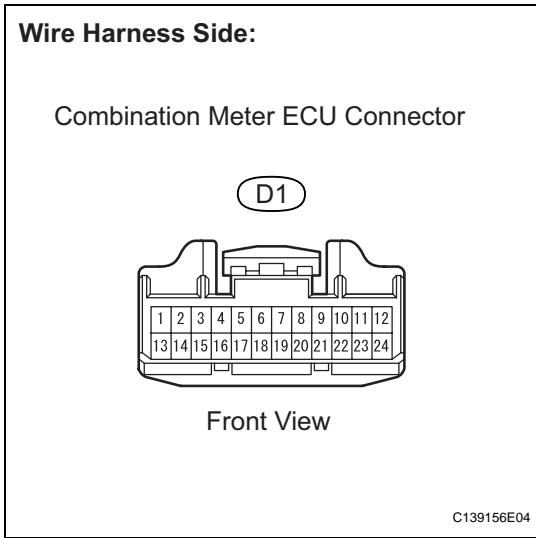 Wire Harness Side:
Combination Meter ECU Connector
D1
1 2 3 4 5 6 7 8 9 10 11 12
13 14 15 16 17 18 19 20 21 22 23 24
Front View
C139156E04